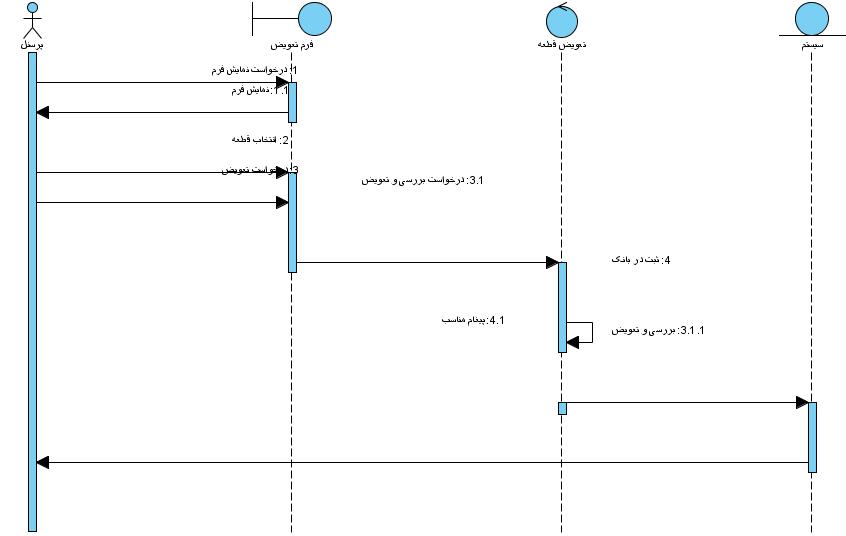 پرسنل
فرم تعویض
تعویض قطعه
سیستم
1: درخواست نمایش فرم
1.1: نمایش فرم
2: انتخاب قطعه
3: درخواست تعویض
3.1: درخواست بررسی و تعویض
4: ثبت در بانک
4.1: پیغام مناسب
3.1.1: بررسی و تعویض